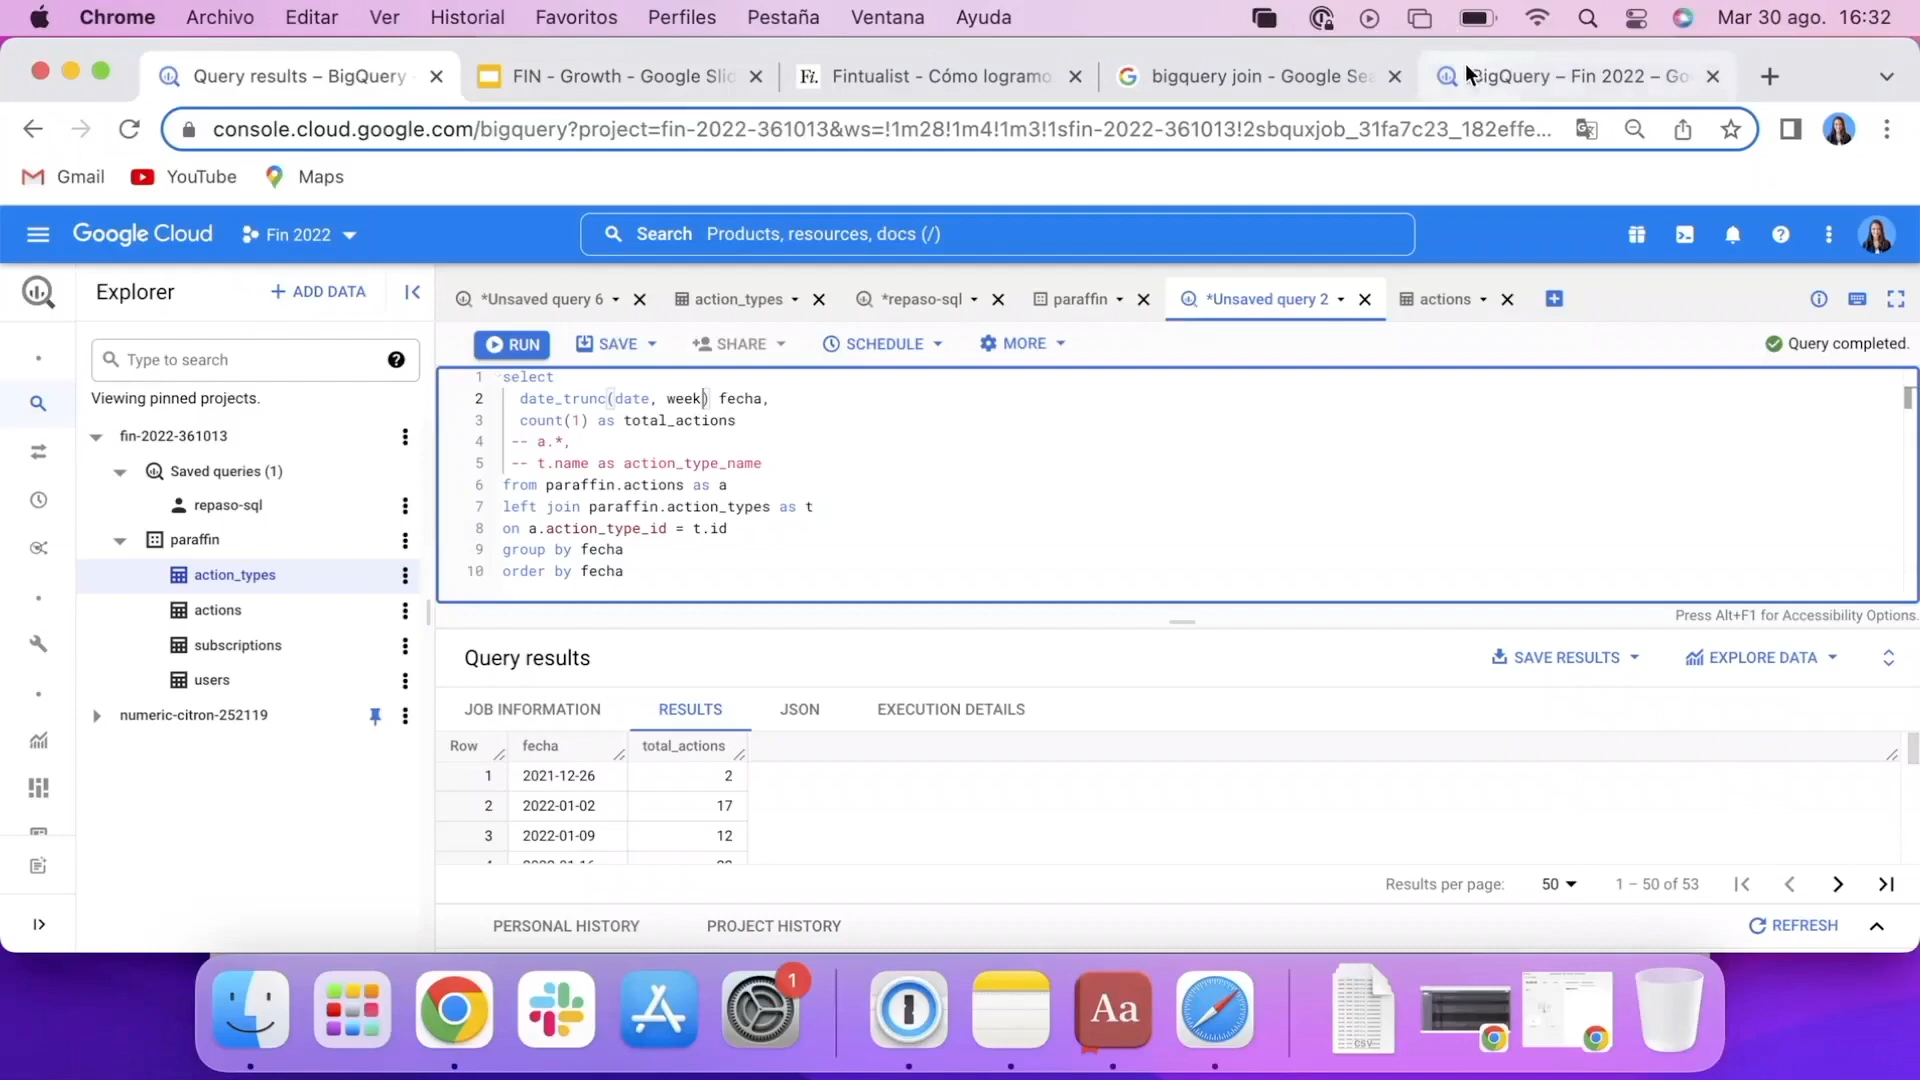 Chrome Archivo Editar Ver Historial Favoritos Perfiles Pestaña Ventana Ayuda Mar 30 ago. 16:32
Query results – BigQuery
FIN - Growth - Google Slid
Fi. Fintualist - Cómo logramo
bigquery join - Google Sea
BigQuery – Fin 2022 – Go
console.cloud.google.com/bigquery?project=fin-2022-361013&ws=!1m28!1m4!1m3!1sfin-2022-361013!2sbquxjob_31fa7c23_182effe...
Gmail YouTube Maps
Google Cloud Fin 2022 Search Products, resources, docs (/)
Explorer + ADD DATA
*Unsaved query 6 action_types *repaso-sql paraffin *Unsaved query 2 actions
RUN SAVE SHARE SCHEDULE MORE Query completed.
Type to search
Viewing pinned projects.
fin-2022-361013
Saved queries (1)
repaso-sql
paraffin
action_types
actions
subscriptions
users
numeric-citron-252119
1 select
2 date_trunc(date, week) fecha,
3 count(1) as total_actions
4 -- a.*,
5 -- t.name as action_type_name
6 from paraffin.actions as a
7 left join paraffin.action_types as t
8 on a.action_type_id = t.id
9 group by fecha
10 order by fecha
Press Alt+F1 for Accessibility Options.
Query results SAVE RESULTS EXPLORE DATA
JOB INFORMATION RESULTS JSON EXECUTION DETAILS
Row fecha total_actions
1 2021-12-26 2
2 2022-01-02 17
3 2022-01-09 12
Results per page: 50 1 – 50 of 53
PERSONAL HISTORY PROJECT HISTORY REFRESH
1
Aa
CSV